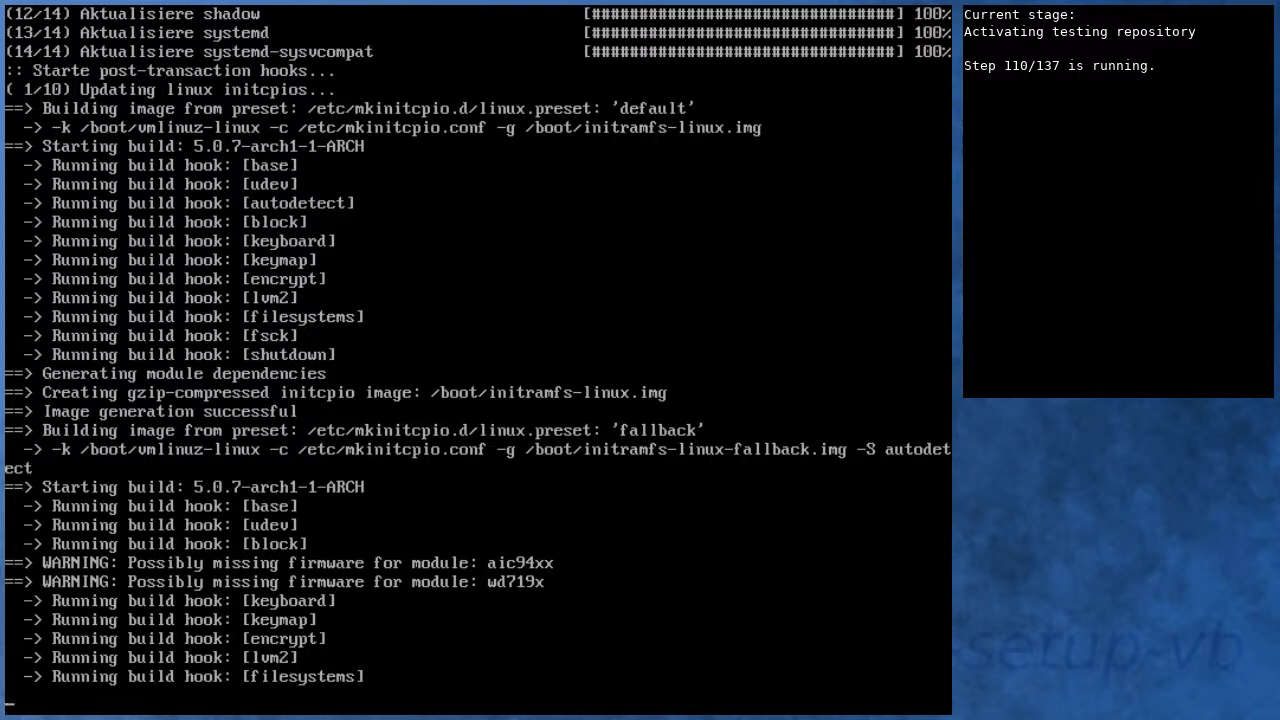 (12/14) Aktualisiere shadow [################################] 100%
(13/14) Aktualisiere systemd [################################] 100%
(14/14) Aktualisiere systemd-sysvcompat [################################] 100%
:: Starte post-transaction hooks...
( 1/10) Updating linux initcpios...
==> Building image from preset: /etc/mkinitcpio.d/linux.preset: 'default'
  -> -k /boot/vmlinuz-linux -c /etc/mkinitcpio.conf -g /boot/initramfs-linux.img
==> Starting build: 5.0.7-arch1-1-ARCH
  -> Running build hook: [base]
  -> Running build hook: [udev]
  -> Running build hook: [autodetect]
  -> Running build hook: [block]
  -> Running build hook: [keyboard]
  -> Running build hook: [keymap]
  -> Running build hook: [encrypt]
  -> Running build hook: [lvm2]
  -> Running build hook: [filesystems]
  -> Running build hook: [fsck]
  -> Running build hook: [shutdown]
==> Generating module dependencies
==> Creating gzip-compressed initcpio image: /boot/initramfs-linux.img
==> Image generation successful
==> Building image from preset: /etc/mkinitcpio.d/linux.preset: 'fallback'
  -> -k /boot/vmlinuz-linux -c /etc/mkinitcpio.conf -g /boot/initramfs-linux-fallback.img -S autodet
ect
==> Starting build: 5.0.7-arch1-1-ARCH
  -> Running build hook: [base]
  -> Running build hook: [udev]
  -> Running build hook: [block]
==> WARNING: Possibly missing firmware for module: aic94xx
==> WARNING: Possibly missing firmware for module: wd719x
  -> Running build hook: [keyboard]
  -> Running build hook: [keymap]
  -> Running build hook: [encrypt]
  -> Running build hook: [lvm2]
  -> Running build hook: [filesystems]
_
Current stage:
Activating testing repository
Step 110/137 is running.
-setup-vb